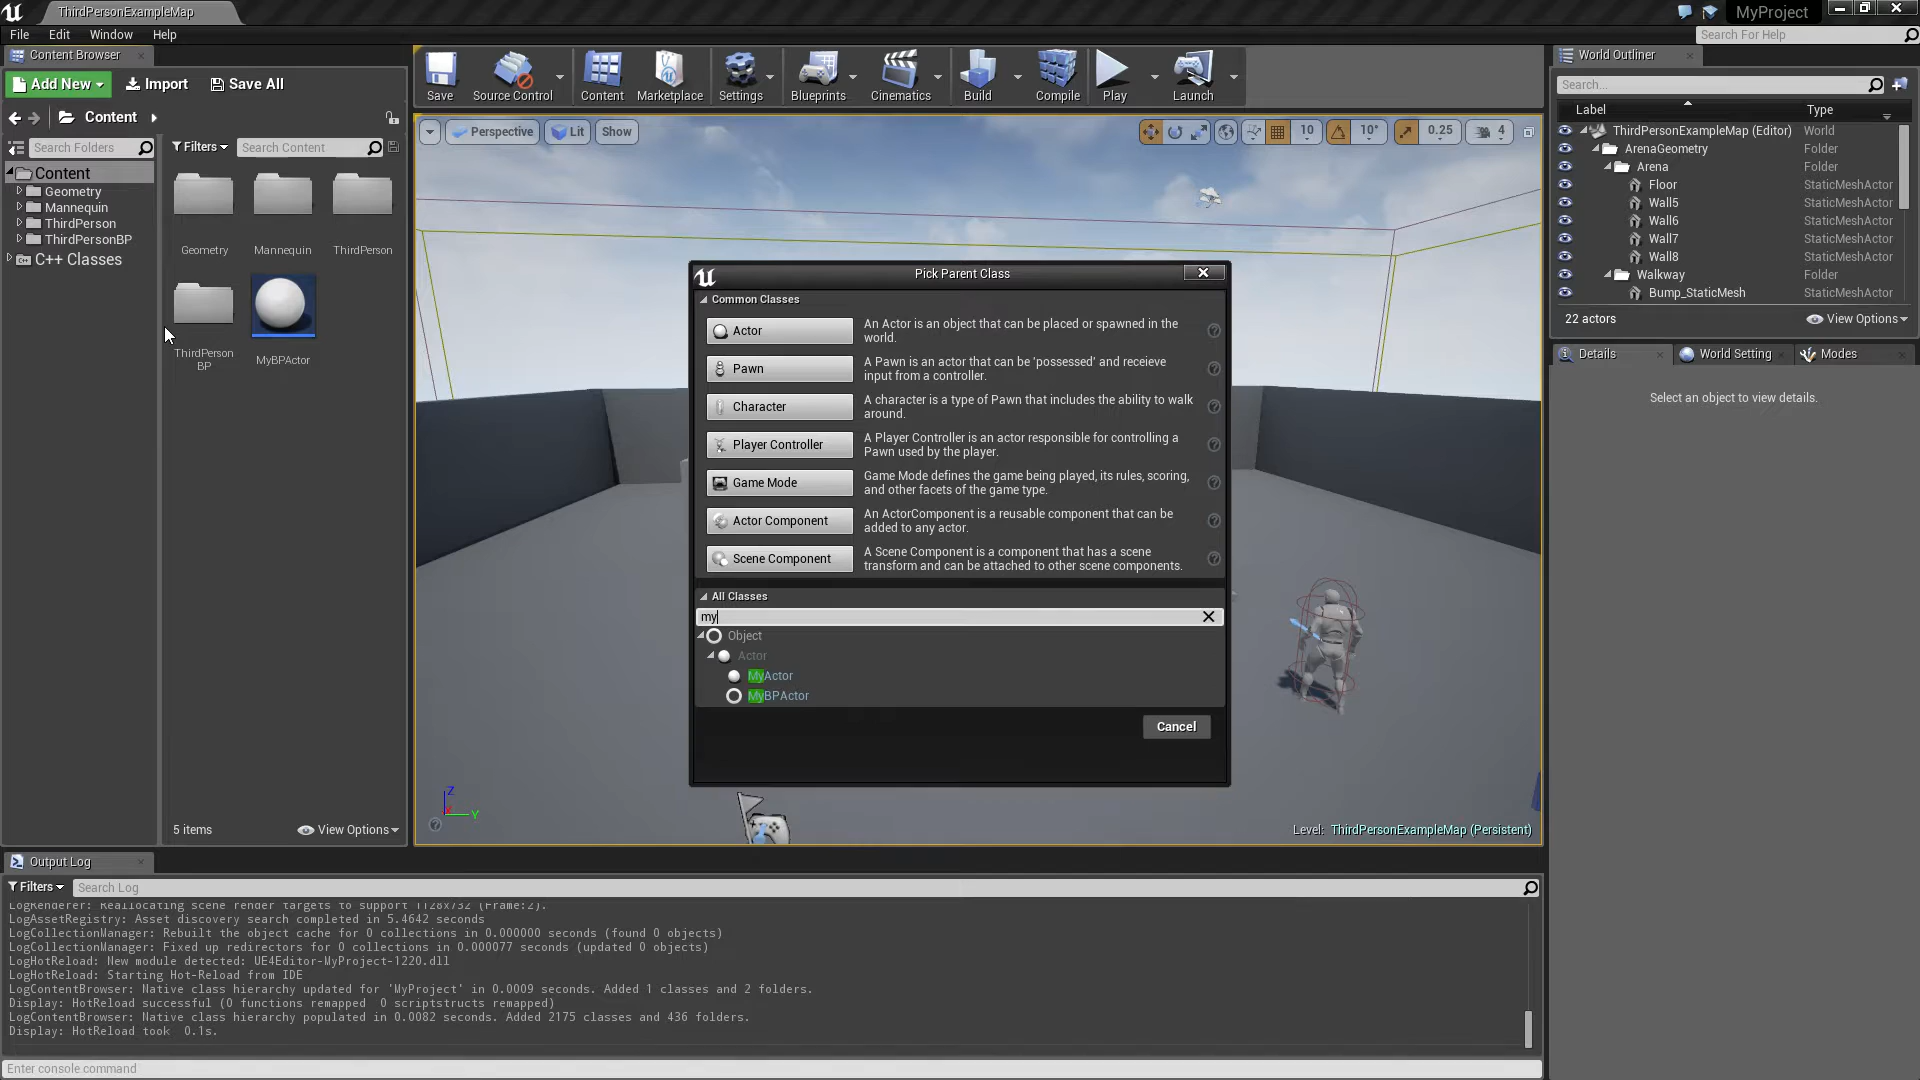 ThirdPersonExampleMap
MyProject
File Edit Window Help
Search For Help
Content Browser
Add New Import Save All
Content
Search Folders
Filters Search Content
Content
Geometry
Mannequin
ThirdPerson
ThirdPersonBP
C++ Classes
Geometry
Mannequin
ThirdPerson
ThirdPerson
BP
MyBPActor
5 items
View Options
Save
Source Control
Content
Marketplace
Settings
Blueprints
Cinematics
Build
Compile
Play
Launch
Perspective Lit Show
10 10° 0.25 4
Pick Parent Class
Common Classes
Actor
An Actor is an object that can be placed or spawned in the
world.
Pawn
A Pawn is an actor that can be 'possessed' and receieve
input from a controller.
Character
A character is a type of Pawn that includes the ability to walk
around.
Player Controller
A Player Controller is an actor responsible for controlling a
Pawn used by the player.
Game Mode
Game Mode defines the game being played, its rules, scoring,
and other facets of the game type.
Actor Component
An ActorComponent is a reusable component that can be
added to any actor.
Scene Component
A Scene Component is a component that has a scene
transform and can be attached to other scene components.
All Classes
my
Object
Actor
MyActor
MyBPActor
Cancel
Z
X
Y
Level: ThirdPersonExampleMap (Persistent)
World Outliner
Search...
Label Type
ThirdPersonExampleMap (Editor) World
ArenaGeometry Folder
Arena Folder
Floor StaticMeshActor
Wall5 StaticMeshActor
Wall6 StaticMeshActor
Wall7 StaticMeshActor
Wall8 StaticMeshActor
Walkway Folder
Bump_StaticMesh StaticMeshActor
22 actors
View Options
Details World Setting Modes
Select an object to view details.
Output Log
Filters Search Log
LogRenderer: Reallocating scene render targets to support 1128x732 (Frame:2).
LogAssetRegistry: Asset discovery search completed in 5.4642 seconds
LogCollectionManager: Rebuilt the object cache for 0 collections in 0.000000 seconds (found 0 objects)
LogCollectionManager: Fixed up redirectors for 0 collections in 0.000077 seconds (updated 0 objects)
LogHotReload: New module detected: UE4Editor-MyProject-1220.dll
LogHotReload: Starting Hot-Reload from IDE
LogContentBrowser: Native class hierarchy updated for 'MyProject' in 0.0009 seconds. Added 1 classes and 2 folders.
Display: HotReload successful (0 functions remapped  0 scriptstructs remapped)
LogContentBrowser: Native class hierarchy populated in 0.0082 seconds. Added 2175 classes and 436 folders.
Display: HotReload took  0.1s.
Enter console command